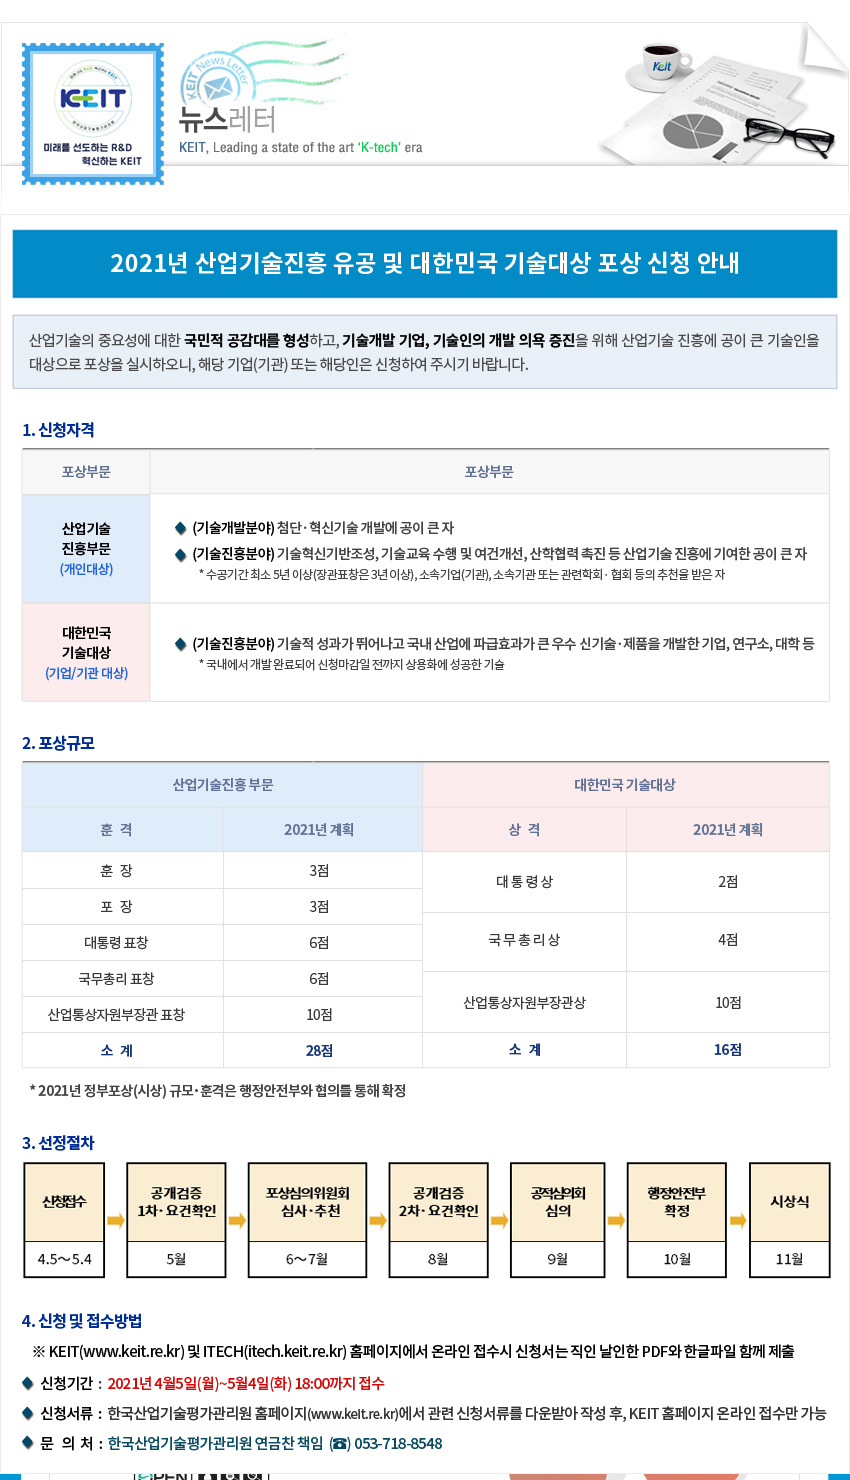 KEIT
미래를 선도하는 R&D
혁신하는 KEIT
KEIT News Letter
뉴스레터
KEIT, Leading a state of the art ‘K-tech’ era
KEIT
2021년 산업기술진흥 유공 및 대한민국 기술대상 포상 신청 안내
산업기술의 중요성에 대한 국민적 공감대를 형성하고, 기술개발 기업, 기술인의 개발 의욕 증진을 위해 산업기술 진흥에 공이 큰 기술인을
대상으로 포상을 실시하오니, 해당 기업(기관) 또는 해당인은 신청하여 주시기 바랍니다.
1. 신청자격
포상부문 포상부문
산업기술
진흥부문
(개인대상)
(기술개발분야) 첨단·혁신기술 개발에 공이 큰 자
(기술진흥분야) 기술혁신기반조성, 기술교육 수행 및 여건개선, 산학협력 촉진 등 산업기술 진흥에 기여한 공이 큰 자
* 수공기간 최소 5년 이상(장관표창은 3년 이상), 소속기업(기관), 소속기관 또는 관련학회·협회 등의 추천을 받은 자
대한민국
기술대상
(기업/기관 대상)
(기술진흥분야) 기술적 성과가 뛰어나고 국내 산업에 파급효과가 큰 우수 신기술·제품을 개발한 기업, 연구소, 대학 등
* 국내에서 개발 완료되어 신청마감일 전까지 상용화에 성공한 기술
2. 포상규모
산업기술진흥 부문 대한민국 기술대상
훈 격 2021년 계획 상 격 2021년 계획
훈 장 3점
포 장 3점
대통령 표창 6점
국무총리 표창 6점
산업통상자원부장관 표창 10점
소 계 28점
대통령상 2점
국무총리상 4점
산업통상자원부장관상 10점
소 계 16점
* 2021년 정부포상(시상) 규모·훈격은 행정안전부와 협의를 통해 확정
3. 선정절차
신청접수
4.5～5.4
공개검증
1차·요건확인
5월
포상심의위원회
심사·추천
6～7월
공개검증
2차·요건확인
8월
공적심의회
심의
9월
행정안전부
확정
10월
시상식
11월
4. 신청 및 접수방법
※ KEIT(www.keit.re.kr) 및 ITECH(itech.keit.re.kr) 홈페이지에서 온라인 접수시 신청서는 직인 날인한 PDF와 한글파일 함께 제출
신청기간 : 2021년 4월5일(월)~5월4일(화) 18:00까지 접수
신청서류 : 한국산업기술평가관리원 홈페이지(www.keit.re.kr)에서 관련 신청서류를 다운받아 작성 후, KEIT 홈페이지 온라인 접수만 가능
문 의 처 : 한국산업기술평가관리원 연금찬 책임 (☎) 053-718-8548